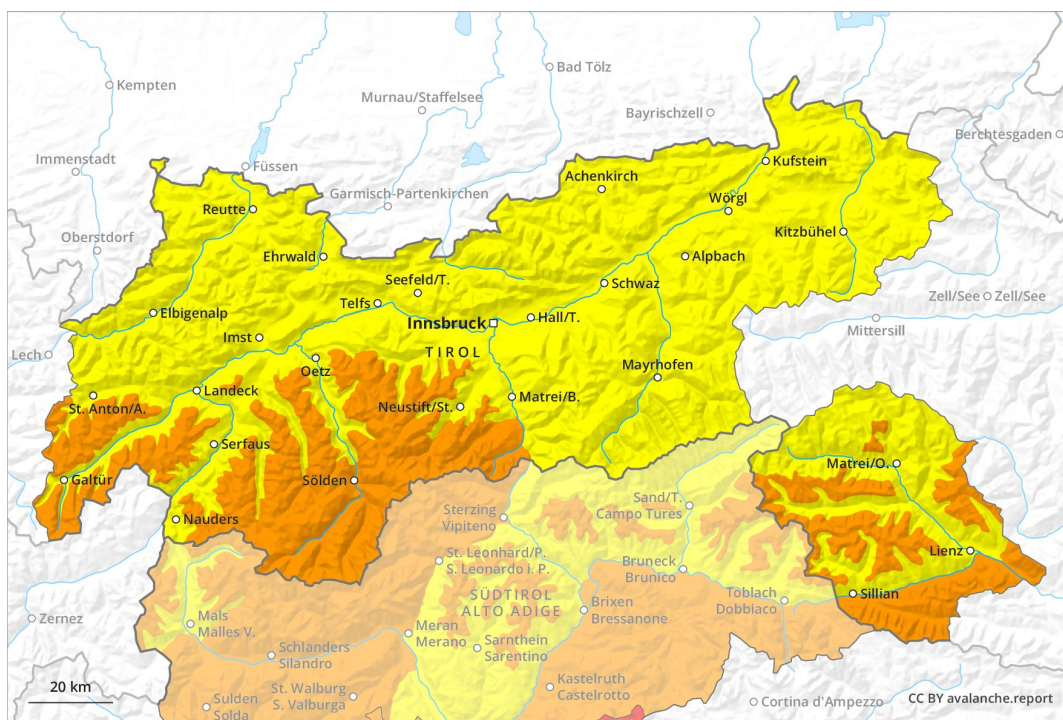 Kempten
Bad Tölz
Murnau/Staffelsee
Bayrischzell
Berchtesgaden
Immenstadt
Füssen
Kufstein
Achenkirch
Garmisch-Partenkirchen
Wörgl
Reutte
Kitzbühel
Oberstdorf
Ehrwald
Alpbach
Seefeld/T.
Schwaz
Zell/See
Zell/See
Telfs
Elbigenalp
Innsbruck
Hall/T.
Mittersill
Imst
Lech
TIROL
Oetz
Mayrhofen
Landeck
Matrei/B.
St. Anton/A.
Neustift/St.
Serfaus
Matrei/O.
Galtür
Sölden
Sand/T.
Campo Tures
Sterzing
Vipiteno
Nauders
Lienz
St. Leonhard/P.
S. Leonardo i. P.
Bruneck
Brunico
SÜDTIROL
ALTO ADIGE
Toblach
Dobbiaco
Sillian
Brixen
Bressanone
Zernez
Mals
Malles V.
Meran
Merano
Sarnthein
Sarentino
Schlanders
Silandro
20 km
St. Walburg
S. Valburga
Kastelruth
Castelrotto
Sulden
Solda
Cortina d'Ampezzo
CC BY avalanche.report